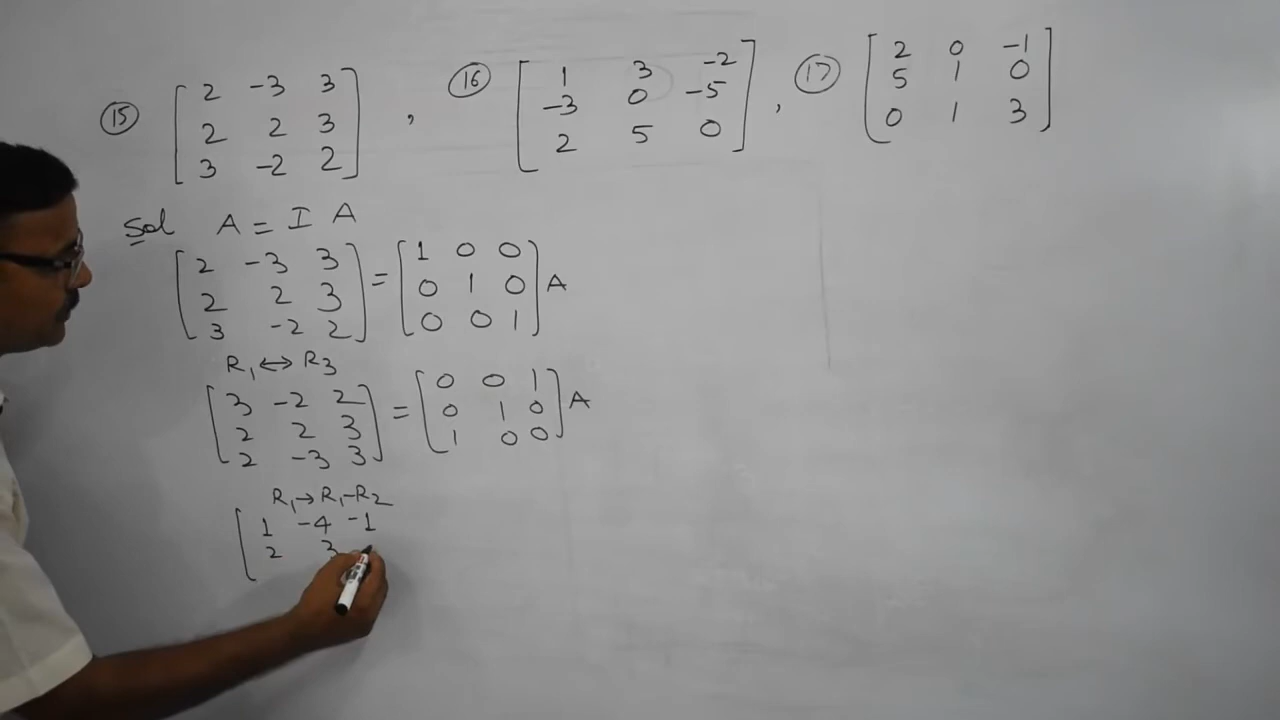 ⑮ [2 -3 3 , ⑯ [1 3 -2 , ⑰ [2 0 -1
2 2 3 -3 0 -5 5 1 0
3 -2 2] 2 5 0] 0 1 3]
Sol A = I A
[2 -3 3 = [1 0 0
2 2 3 0 1 0 A
3 -2 2] 0 0 1]
R₁ ↔ R₃
[3 -2 2 = [0 0 1
2 2 3 0 1 0 A
2 -3 3] 1 0 0]
R₁ → R₁ - R₂
[1 -4 -1
2 3